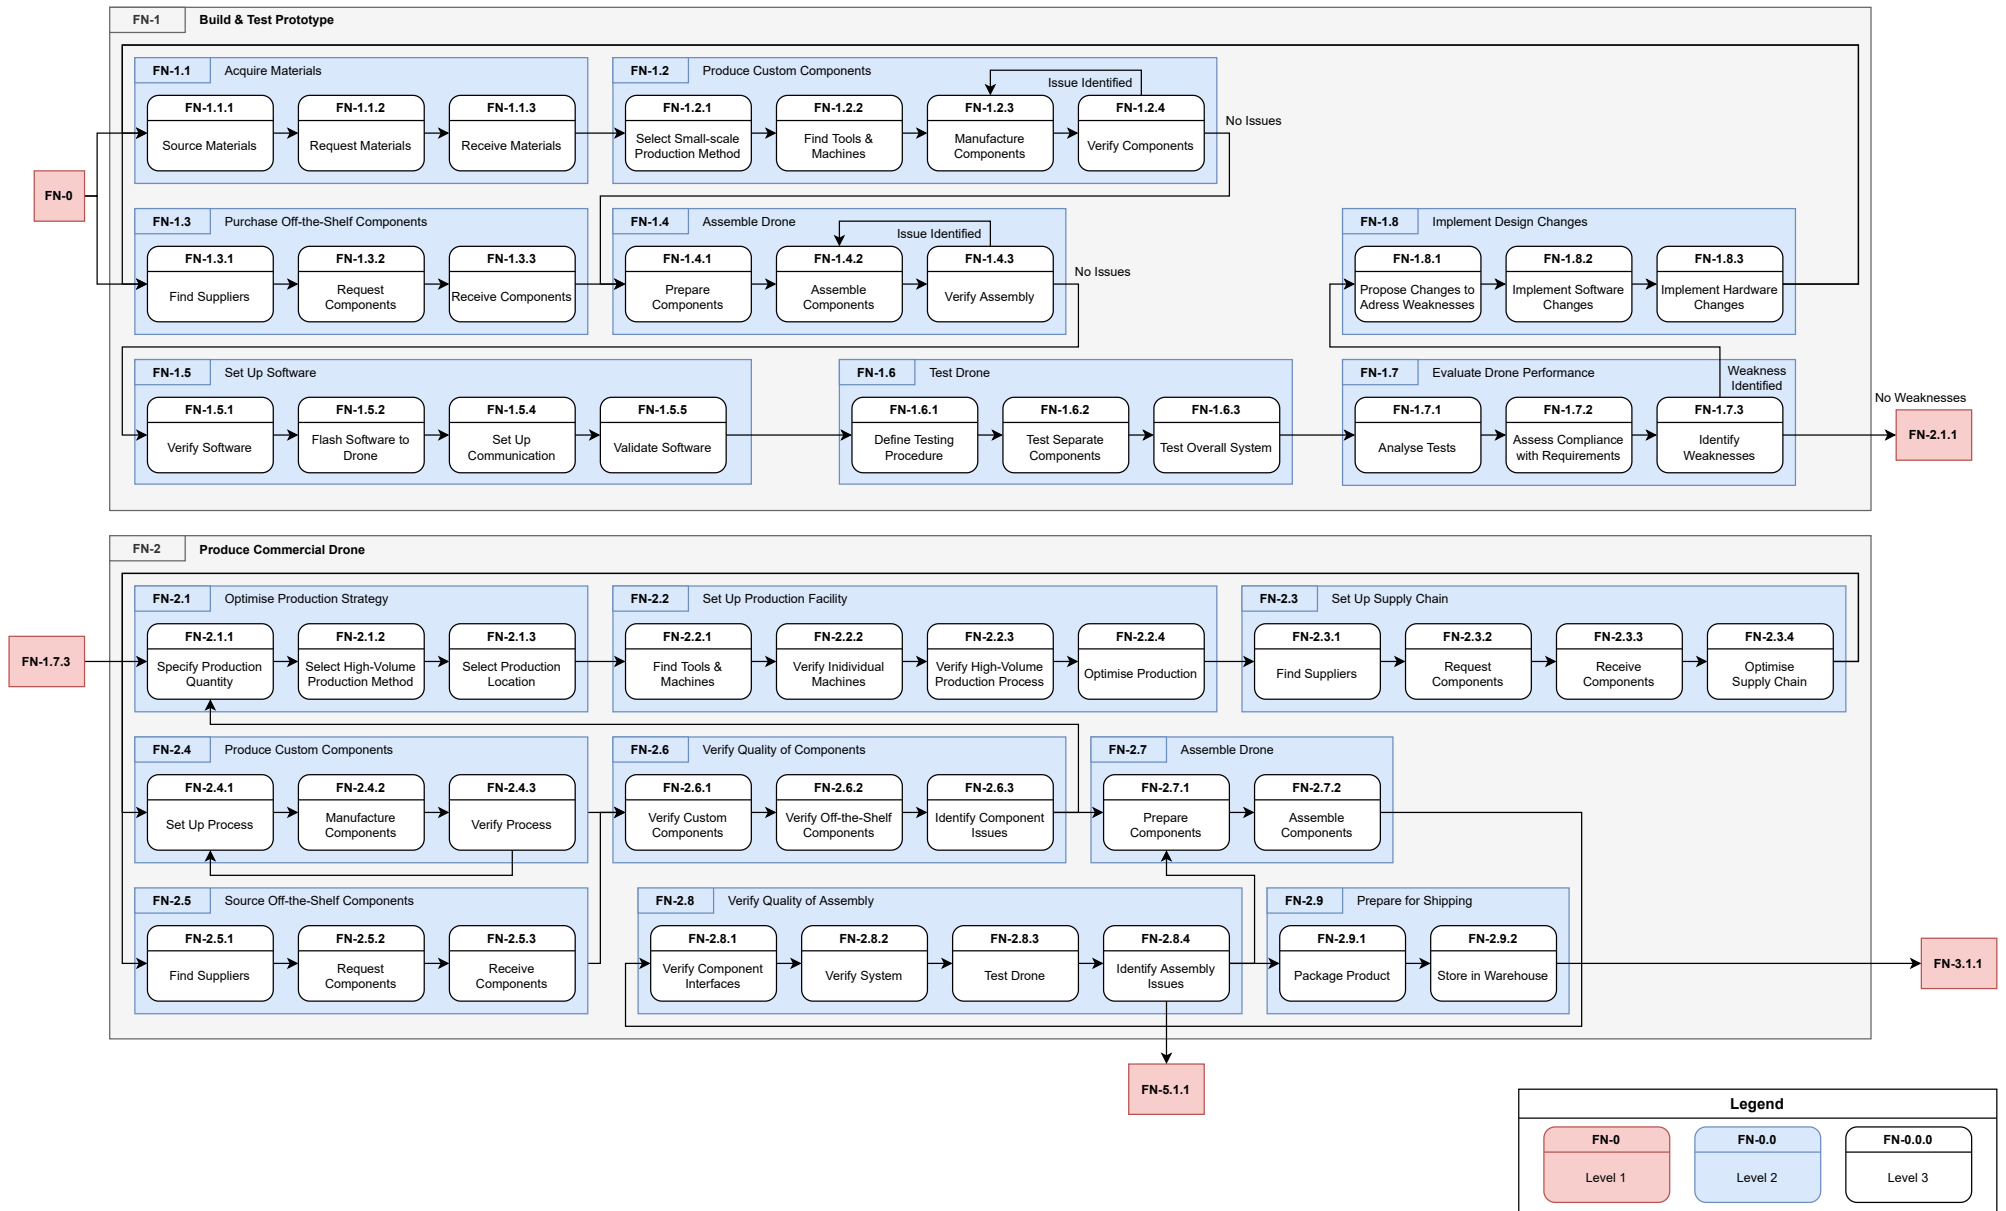 FN-1
Build & Test Prototype
FN-1.1
Acquire Materials
FN-1.1.1
Source Materials
FN-1.1.2
Request Materials
FN-1.1.3
Receive Materials
FN-1.2
Produce Custom Components
Issue Identified
FN-1.2.1
Select Small-scale
Production Method
FN-1.2.2
Find Tools &
Machines
FN-1.2.3
Manufacture
Components
FN-1.2.4
Verify Components
No Issues
FN-0
FN-1.3
Purchase Off-the-Shelf Components
FN-1.3.1
Find Suppliers
FN-1.3.2
Request
Components
FN-1.3.3
Receive Components
FN-1.4
Assemble Drone
Issue Identified
FN-1.4.1
Prepare
Components
FN-1.4.2
Assemble
Components
FN-1.4.3
Verify Assembly
No Issues
FN-1.8
Implement Design Changes
FN-1.8.1
Propose Changes to
Adress Weaknesses
FN-1.8.2
Implement Software
Changes
FN-1.8.3
Implement Hardware
Changes
FN-1.5
Set Up Software
FN-1.5.1
Verify Software
FN-1.5.2
Flash Software to
Drone
FN-1.5.4
Set Up
Communication
FN-1.5.5
Validate Software
FN-1.6
Test Drone
FN-1.6.1
Define Testing
Procedure
FN-1.6.2
Test Separate
Components
FN-1.6.3
Test Overall System
FN-1.7
Evaluate Drone Performance
Weakness
Identified
FN-1.7.1
Analyse Tests
FN-1.7.2
Assess Compliance
with Requirements
FN-1.7.3
Identify
Weaknesses
No Weaknesses
FN-2.1.1
FN-2
Produce Commercial Drone
FN-1.7.3
FN-2.1
Optimise Production Strategy
FN-2.1.1
Specify Production
Quantity
FN-2.1.2
Select High-Volume
Production Method
FN-2.1.3
Select Production
Location
FN-2.2
Set Up Production Facility
FN-2.2.1
Find Tools &
Machines
FN-2.2.2
Verify Inidividual
Machines
FN-2.2.3
Verify High-Volume
Production Process
FN-2.2.4
Optimise Production
FN-2.3
Set Up Supply Chain
FN-2.3.1
Find Suppliers
FN-2.3.2
Request
Components
FN-2.3.3
Receive
Components
FN-2.3.4
Optimise
Supply Chain
FN-2.4
Produce Custom Components
FN-2.4.1
Set Up Process
FN-2.4.2
Manufacture
Components
FN-2.4.3
Verify Process
FN-2.6
Verify Quality of Components
FN-2.6.1
Verify Custom
Components
FN-2.6.2
Verify Off-the-Shelf
Components
FN-2.6.3
Identify Component
Issues
FN-2.7
Assemble Drone
FN-2.7.1
Prepare
Components
FN-2.7.2
Assemble
Components
FN-2.5
Source Off-the-Shelf Components
FN-2.5.1
Find Suppliers
FN-2.5.2
Request
Components
FN-2.5.3
Receive
Components
FN-2.8
Verify Quality of Assembly
FN-2.8.1
Verify Component
Interfaces
FN-2.8.2
Verify System
FN-2.8.3
Test Drone
FN-2.8.4
Identify Assembly
Issues
FN-2.9
Prepare for Shipping
FN-2.9.1
Package Product
FN-2.9.2
Store in Warehouse
FN-3.1.1
FN-5.1.1
Legend
FN-0
Level 1
FN-0.0
Level 2
FN-0.0.0
Level 3